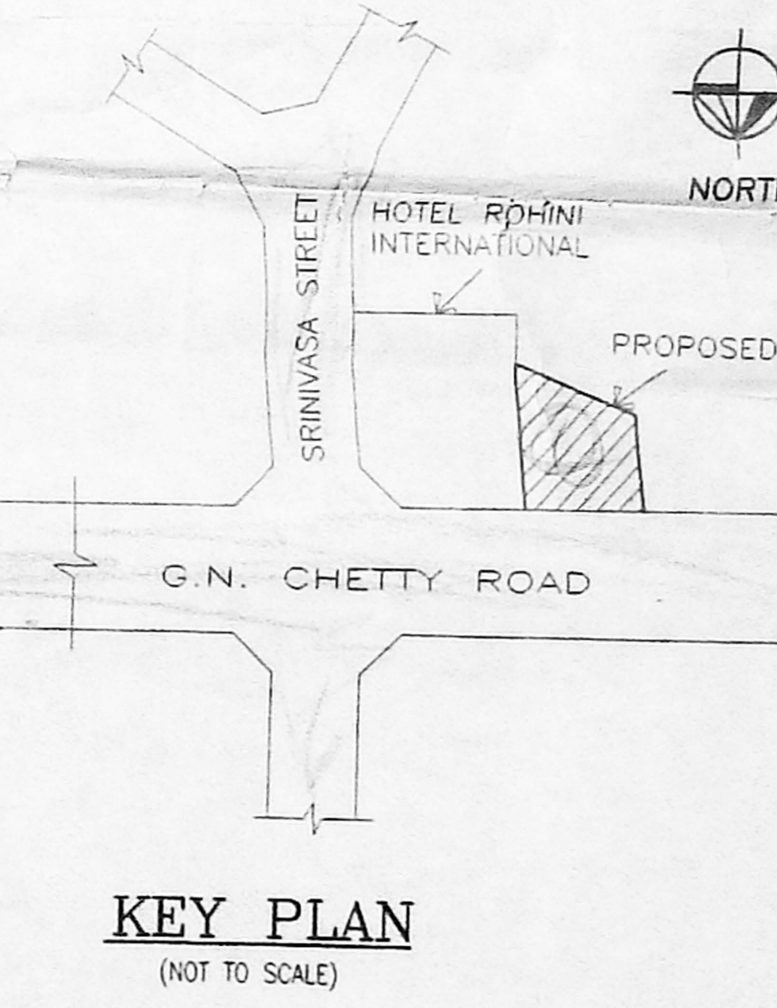 NORTH
HOTEL ROHINI
INTERNATIONAL
SRINIVASA STREET
PROPOSED
G.N. CHETTY ROAD
KEY PLAN
(NOT TO SCALE)